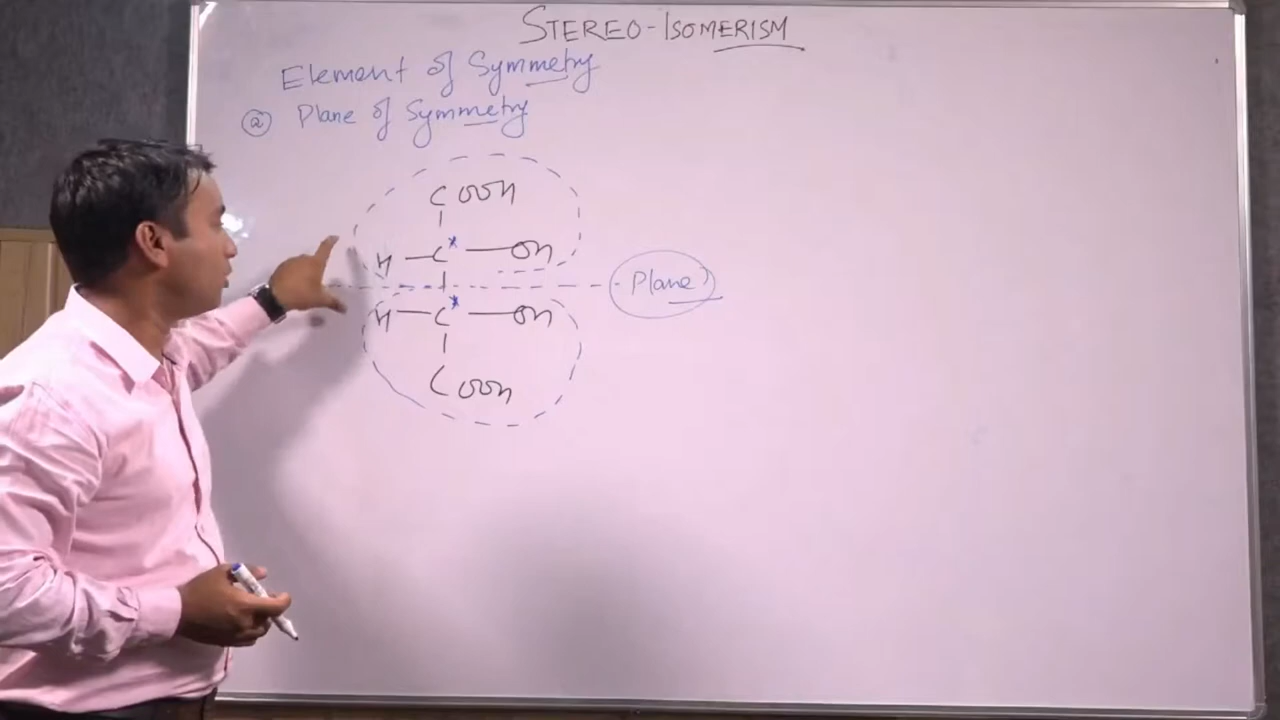 STEREO-ISOMERISM
Element of Symmetry
(a) Plane of Symmetry
COOH
H — C* — OH
Plane
H — C* — OH
COOH